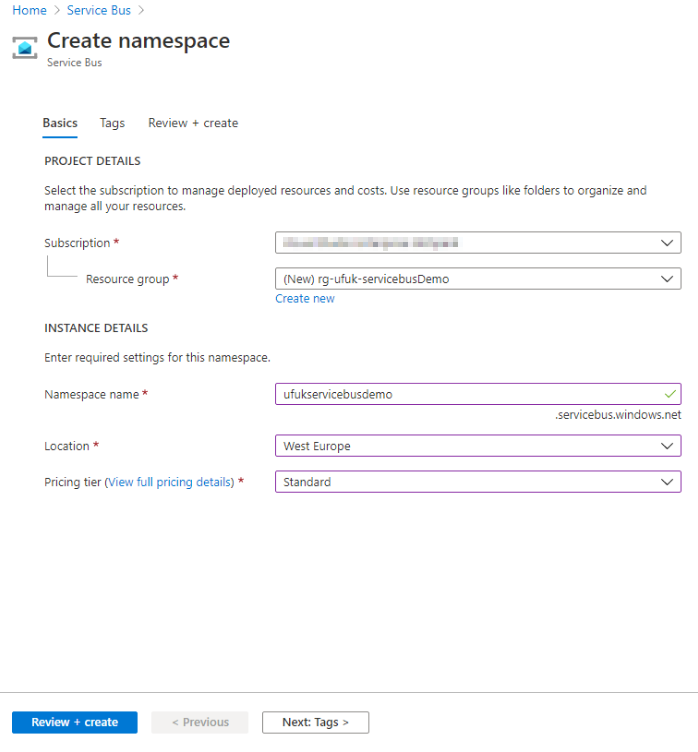 Home > Service Bus >
Create namespace
Service Bus
Basics Tags Review + create
PROJECT DETAILS
Select the subscription to manage deployed resources and costs. Use resource groups like folders to organize and
manage all your resources.
Subscription *
Resource group * (New) rg-ufuk-servicebusDemo
Create new
INSTANCE DETAILS
Enter required settings for this namespace.
Namespace name * ufukservicebusdemo
.servicebus.windows.net
Location * West Europe
Pricing tier (View full pricing details) * Standard
Review + create < Previous Next: Tags >